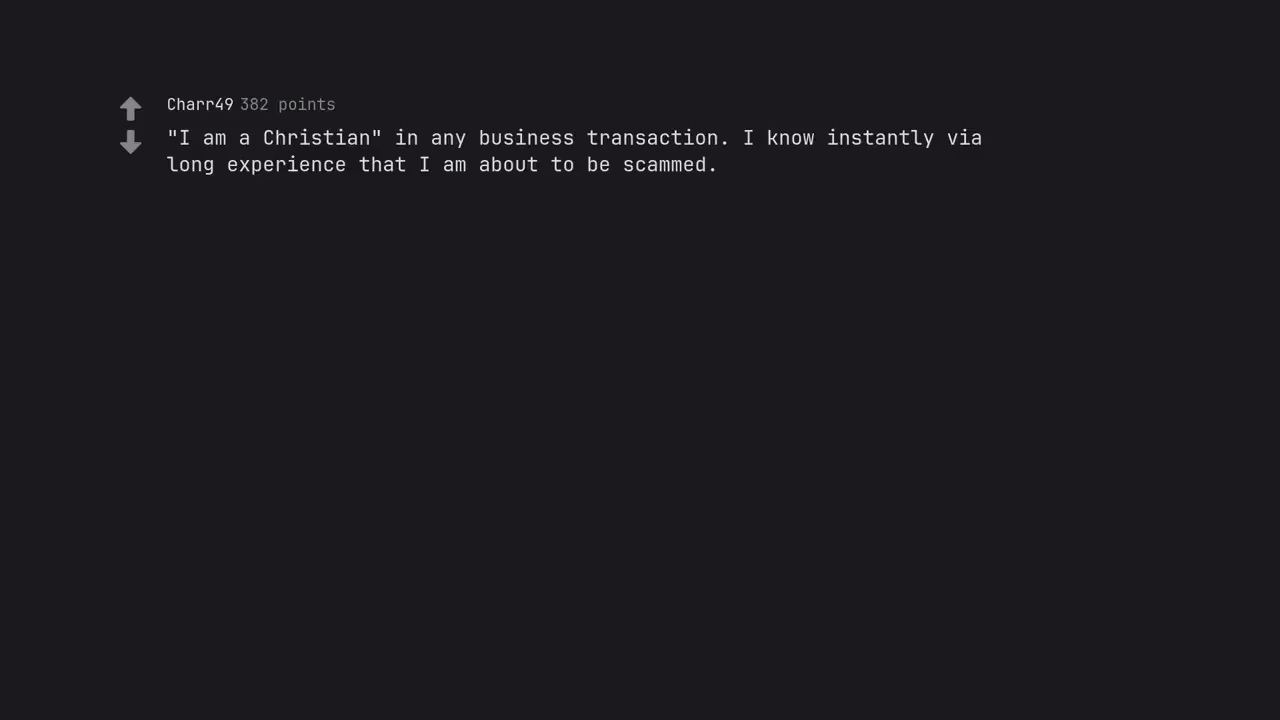 Charr49 382 points
"I am a Christian" in any business transaction. I know instantly via
long experience that I am about to be scammed.